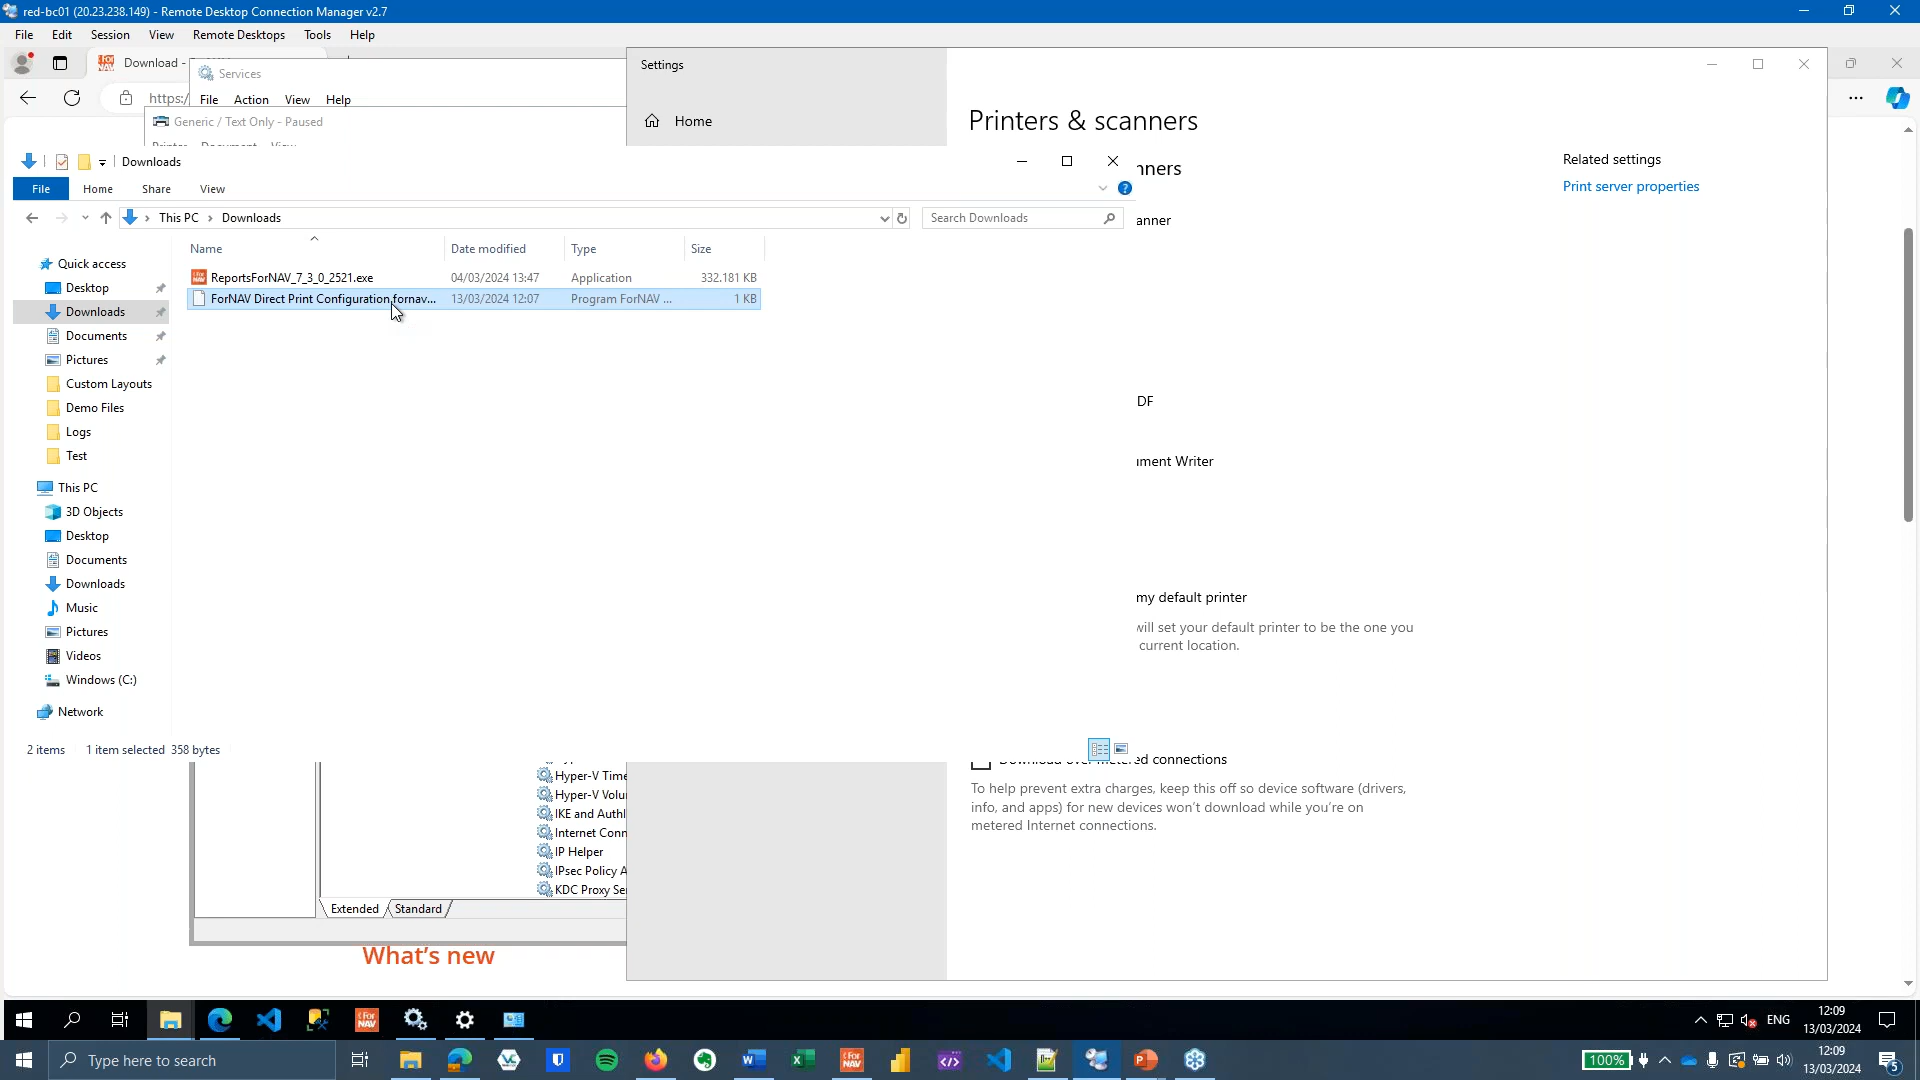 red-bc01 (20.23.238.149) - Remote Desktop Connection Manager v2.7
File Edit Session View Remote Desktops Tools Help
Download -
https:/
Services
File Action View Help
Generic / Text Only - Paused
Settings
Home
Printers & scanners
nners
anner
DF
ument Writer
my default printer
will set your default printer to be the one you
current location.
connections
To help prevent extra charges, keep this off so device software (drivers,
info, and apps) for new devices won't download while you're on
metered Internet connections.
Related settings
Print server properties
Downloads
File Home Share View
This PC > Downloads
Search Downloads
Name Date modified Type Size
ReportsForNAV_7_3_0_2521.exe 04/03/2024 13:47 Application 332.181 KB
ForNAV Direct Print Configuration.fornav... 13/03/2024 12:07 Program ForNAV ... 1 KB
Quick access
Desktop
Downloads
Documents
Pictures
Custom Layouts
Demo Files
Logs
Test
This PC
3D Objects
Desktop
Documents
Downloads
Music
Pictures
Videos
Windows (C:)
Network
2 items 1 item selected 358 bytes
Hyper-V Time
Hyper-V Volu
IKE and AuthI
Internet Conn
IP Helper
IPsec Policy A
KDC Proxy Se
Extended Standard
What's new
ENG
12:09
13/03/2024
Type here to search
100%
12:09
13/03/2024
5